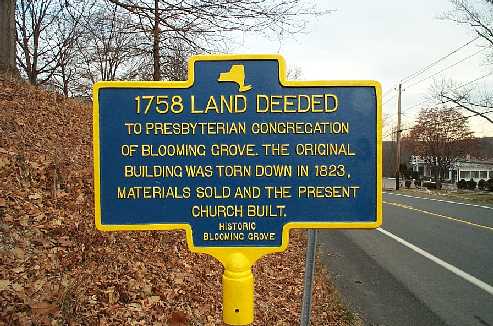 1758 LAND DEEDED
TO PRESBYTERIAN CONGREGATION
OF BLOOMING GROVE. THE ORIGINAL
BUILDING WAS TORN DOWN IN 1823,
MATERIALS SOLD AND THE PRESENT
CHURCH BUILT.
HISTORIC
BLOOMING GROVE